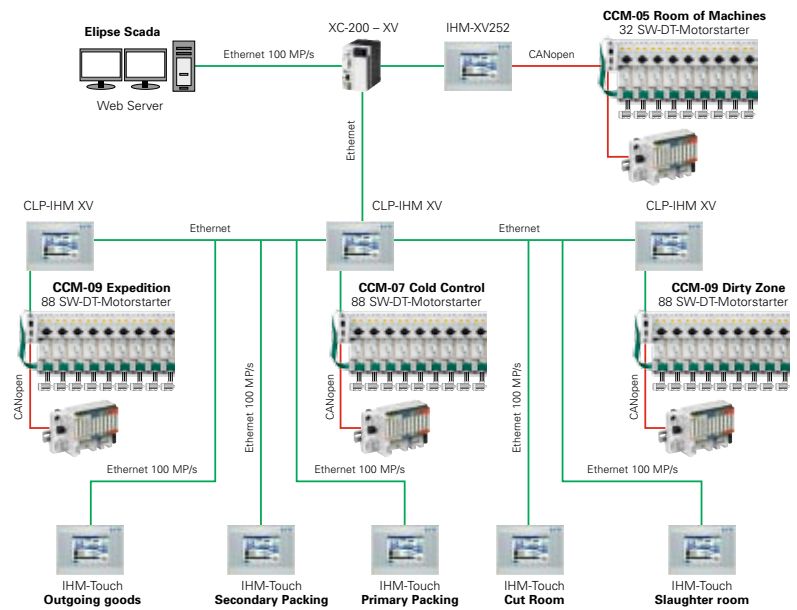 Elipse Scada
Web Server
Ethernet 100 MP/s
XC-200 – XV
IHM-XV252
CANopen
CCM-05 Room of Machines
32 SW-DT-Motorstarter
Ethernet
CLP-IHM XV
Ethernet
CLP-IHM XV
Ethernet
CLP-IHM XV
CCM-09 Expedition
88 SW-DT-Motorstarter
CCM-07 Cold Control
88 SW-DT-Motorstarter
CCM-09 Dirty Zone
88 SW-DT-Motorstarter
CANopen
Ethernet 100 MP/s
CANopen
Ethernet 100 MP/s
CANopen
Ethernet 100 MP/s
Ethernet 100 MP/s
Ethernet 100 MP/s
IHM-Touch
Outgoing goods
IHM-Touch
Secondary Packing
IHM-Touch
Primary Packing
IHM-Touch
Cut Room
IHM-Touch
Slaughter room